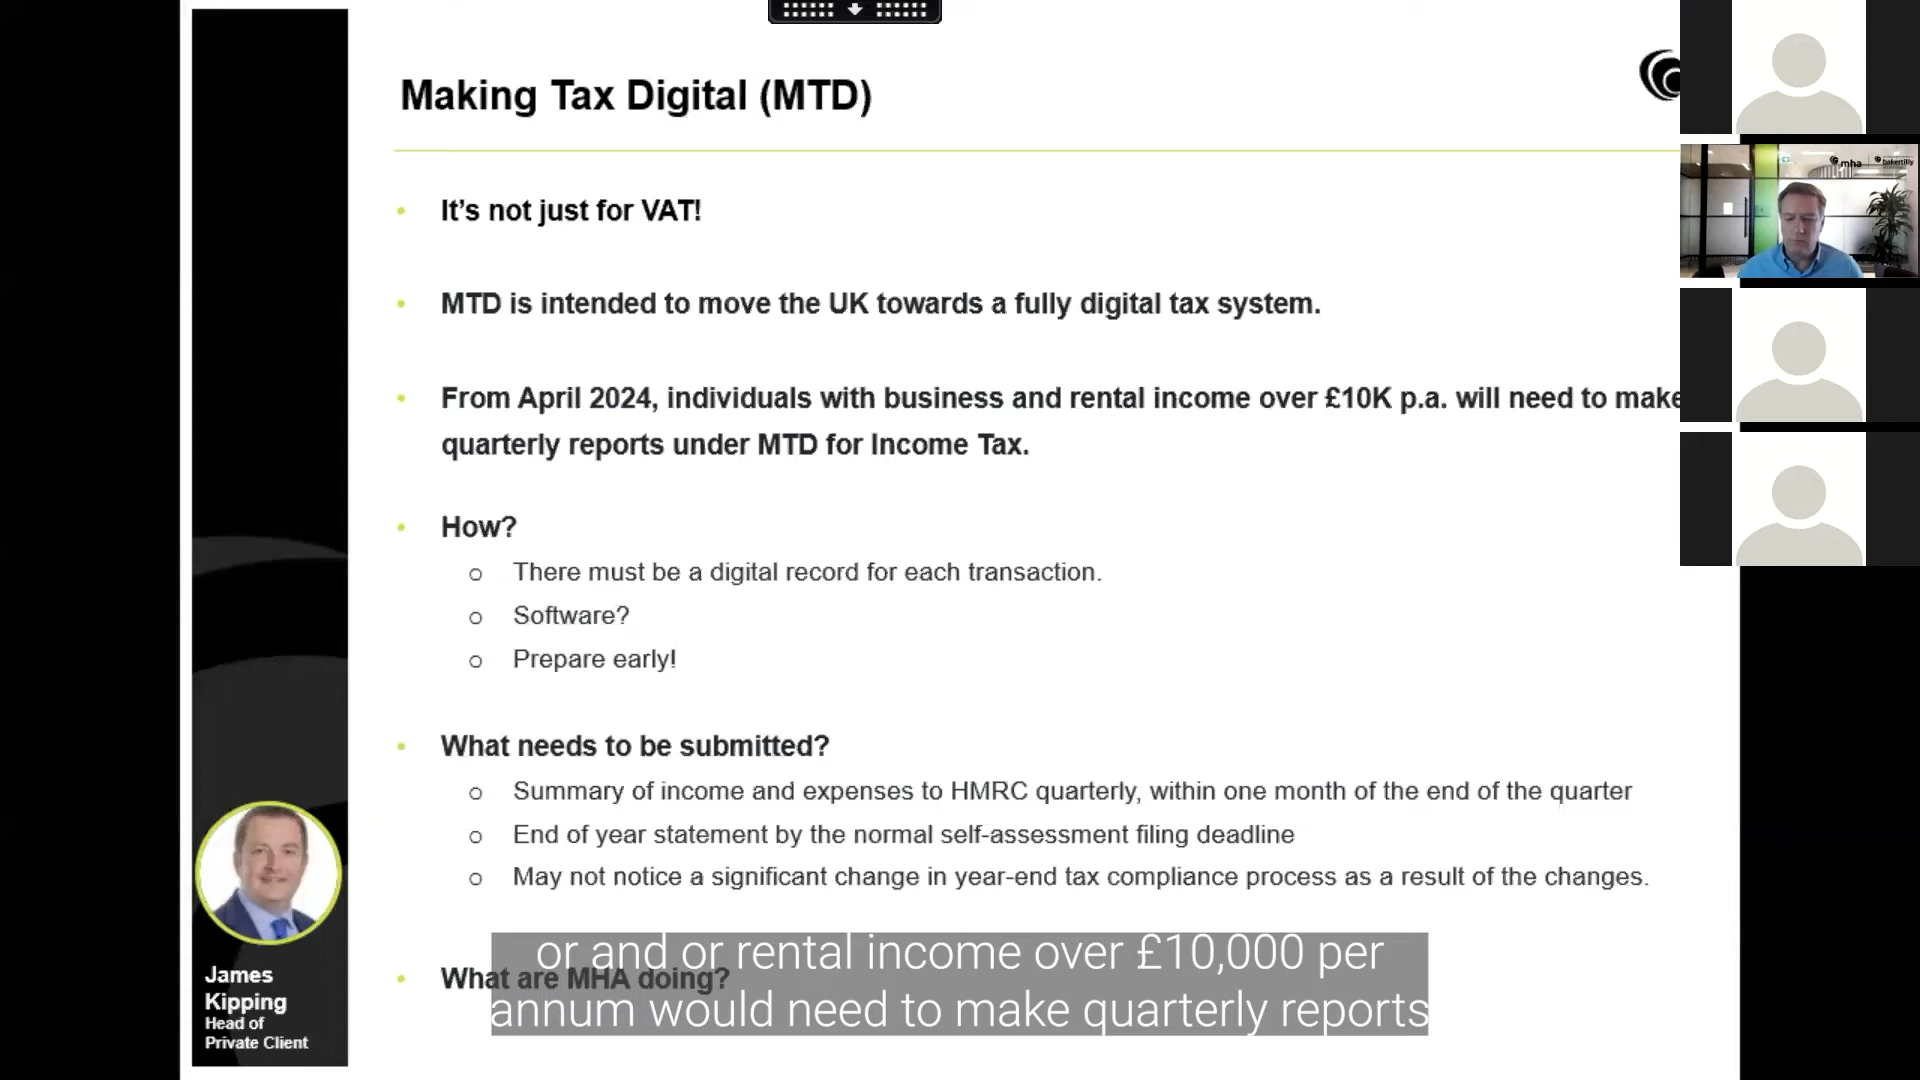 Making Tax Digital (MTD)
It’s not just for VAT!
MTD is intended to move the UK towards a fully digital tax system.
From April 2024, individuals with business and rental income over £10K p.a. will need to make
quarterly reports under MTD for Income Tax.
How?
There must be a digital record for each transaction.
Software?
Prepare early!
What needs to be submitted?
Summary of income and expenses to HMRC quarterly, within one month of the end of the quarter
End of year statement by the normal self-assessment filing deadline
May not notice a significant change in year-end tax compliance process as a result of the changes.
What are MHA doing?
or and or rental income over £10,000 per
annum would need to make quarterly reports
James
Kipping
Head of
Private Client
mha
bakertilly